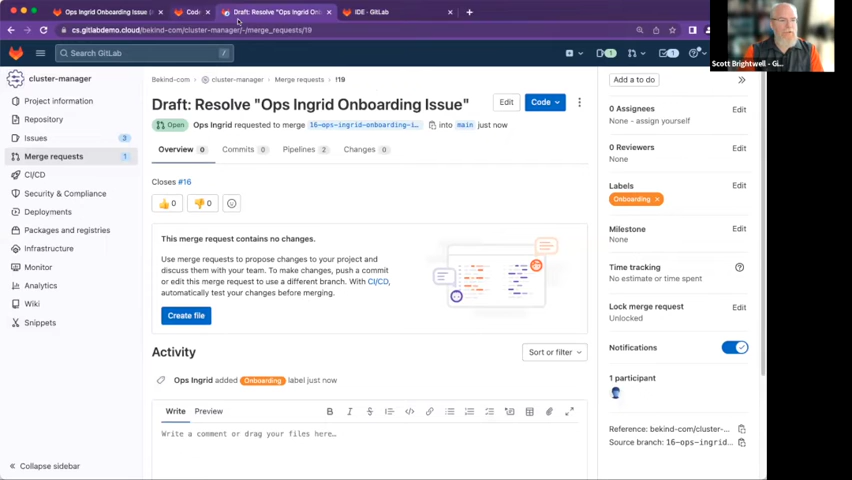 Ops Ingrid Onboarding Issue (
Code
Draft: Resolve "Ops Ingrid Onb
IDE · GitLab
cs.gitlabdemo.cloud/bekind-com/cluster-manager/-/merge_requests/19
Search GitLab
/
1
1
Scott Brightwell - Gi...
cluster-manager
Project information
Repository
Issues 3
Merge requests 1
CI/CD
Security & Compliance
Deployments
Packages and registries
Infrastructure
Monitor
Analytics
Wiki
Snippets
Collapse sidebar
Bekind-com › cluster-manager › Merge requests › !19
Draft: Resolve "Ops Ingrid Onboarding Issue"
Edit
Code
Open Ops Ingrid requested to merge 16-ops-ingrid-onboarding-i... into main just now
Overview 0 Commits 0 Pipelines 2 Changes 0
Closes #16
👍 0 👎 0
This merge request contains no changes.
Use merge requests to propose changes to your project and
discuss them with your team. To make changes, push a commit
or edit this merge request to use a different branch. With CI/CD,
automatically test your changes before merging.
Create file
Activity
Sort or filter
Ops Ingrid added Onboarding label just now
Write Preview
B I S
Write a comment or drag your files here…
Add a to do
0 Assignees Edit
None - assign yourself
0 Reviewers Edit
None
Labels Edit
Onboarding ×
Milestone Edit
None
Time tracking
No estimate or time spent
Lock merge request Edit
Unlocked
Notifications
1 participant
Reference: bekind-com/cluster-...
Source branch: 16-ops-ingrid...